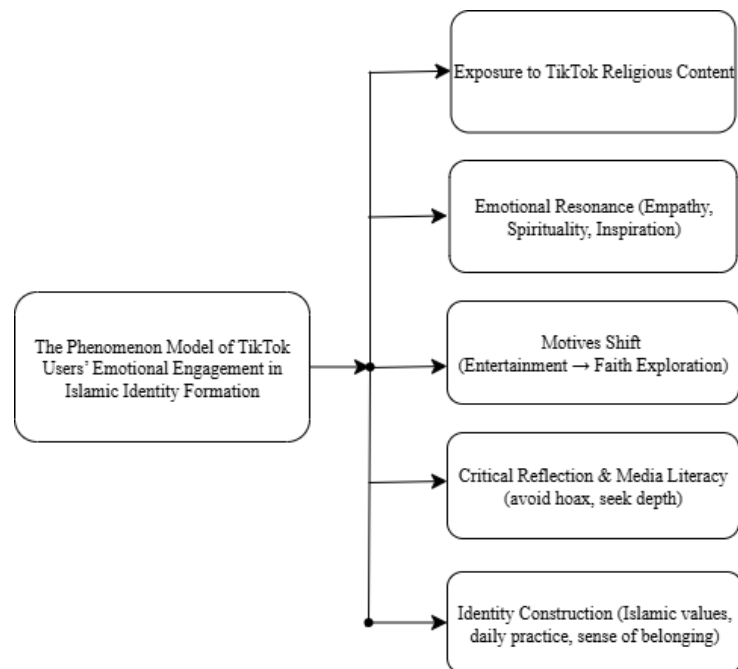 Exposure to TikTok Religious Content
Emotional Resonance (Empathy,
Spirituality, Inspiration)
The Phenomenon Model of TikTok
Users’ Emotional Engagement in
Islamic Identity Formation
Motives Shift
(Entertainment → Faith Exploration)
Critical Reflection & Media Literacy
(avoid hoax, seek depth)
Identity Construction (Islamic values,
daily practice, sense of belonging)